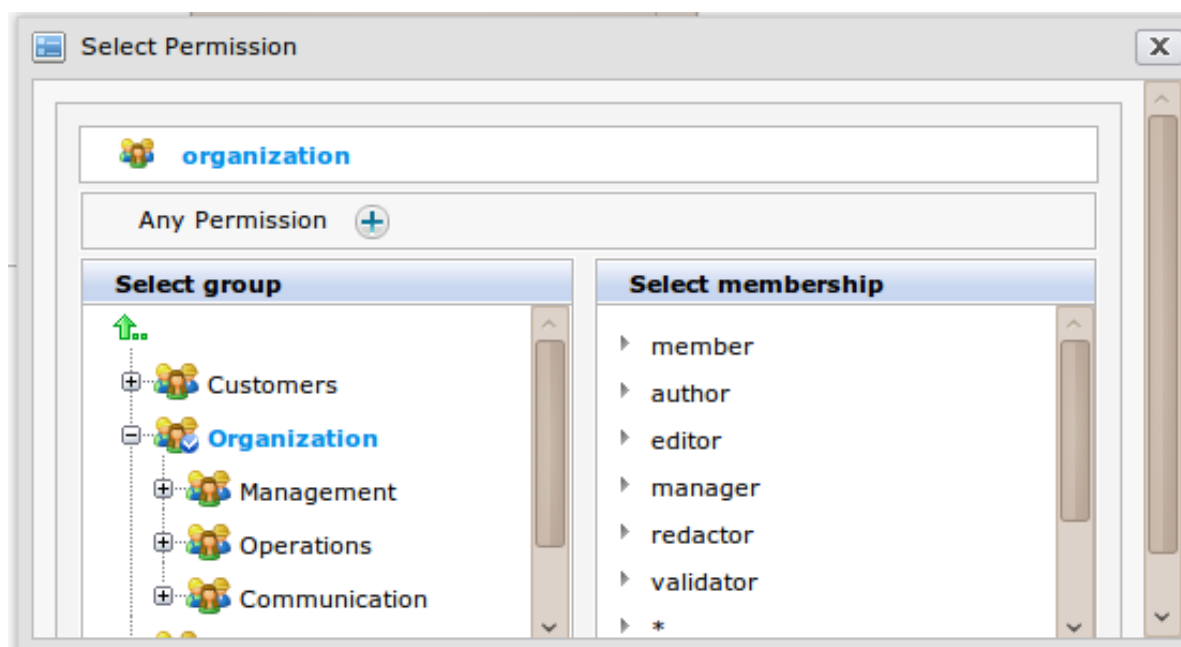 Select Permission
X
organization
Any Permission
Select group
..
Customers
Organization
Management
Operations
Communication
Select membership
member
author
editor
manager
redactor
validator
*